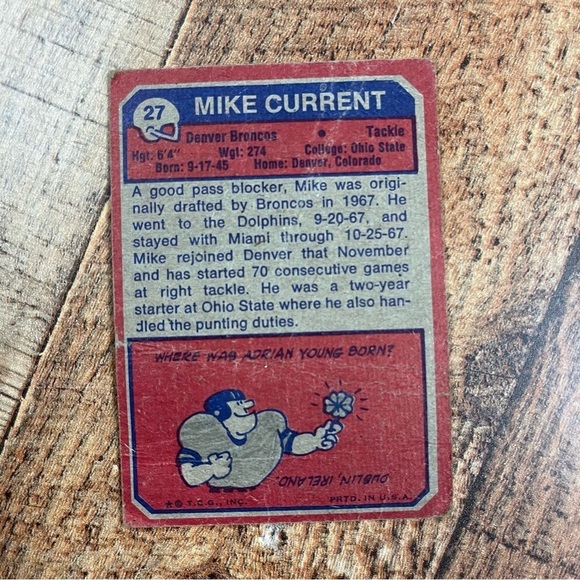 27
MIKE CURRENT
Denver Broncos • Tackle
Hgt: 6'4" Wgt: 274 College: Ohio State
Born: 9-17-45 Home: Denver, Colorado
A good pass blocker, Mike was origi-
nally drafted by Broncos in 1967. He
went to the Dolphins, 9-20-67, and
stayed with Miami through 10-25-67.
Mike rejoined Denver that November
and has started 70 consecutive games
at right tackle. He was a two-year
starter at Ohio State where he also han-
dled the punting duties.
WHERE WAS ADRIAN YOUNG BORN?
DUBLIN, IRELAND.
★ © T.C.G., INC. PRTD. IN U.S.A.